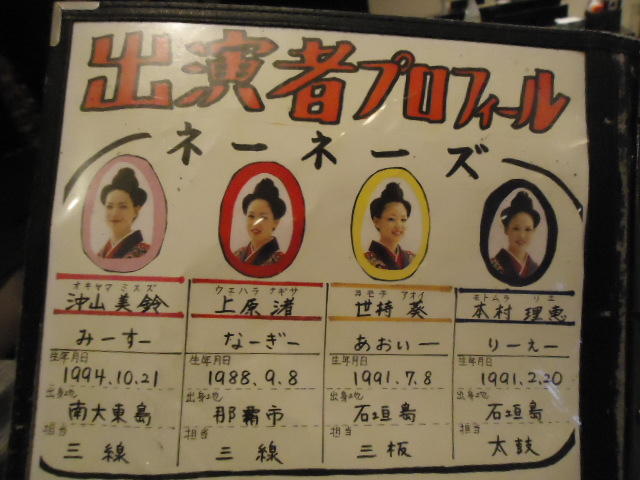 出演者プロフィール
ネーネーズ
オキヤマ ミスズ ウエハラ ナギサ ヨモチ アオイ モトムラ リエ
沖山美鈴 上原渚 世持葵 本村理恵
みーすー なーぎー あおいー りーえー
生年月日 生年月日 生年月日 生年月日
1994.10.21 1988.9.8 1991.7.8 1991.2.20
出身地 出身地 出身地 出身地
南大東島 那覇市 石垣島 石垣島
担当 担当 担当 担当
三線 三線 三板 太鼓